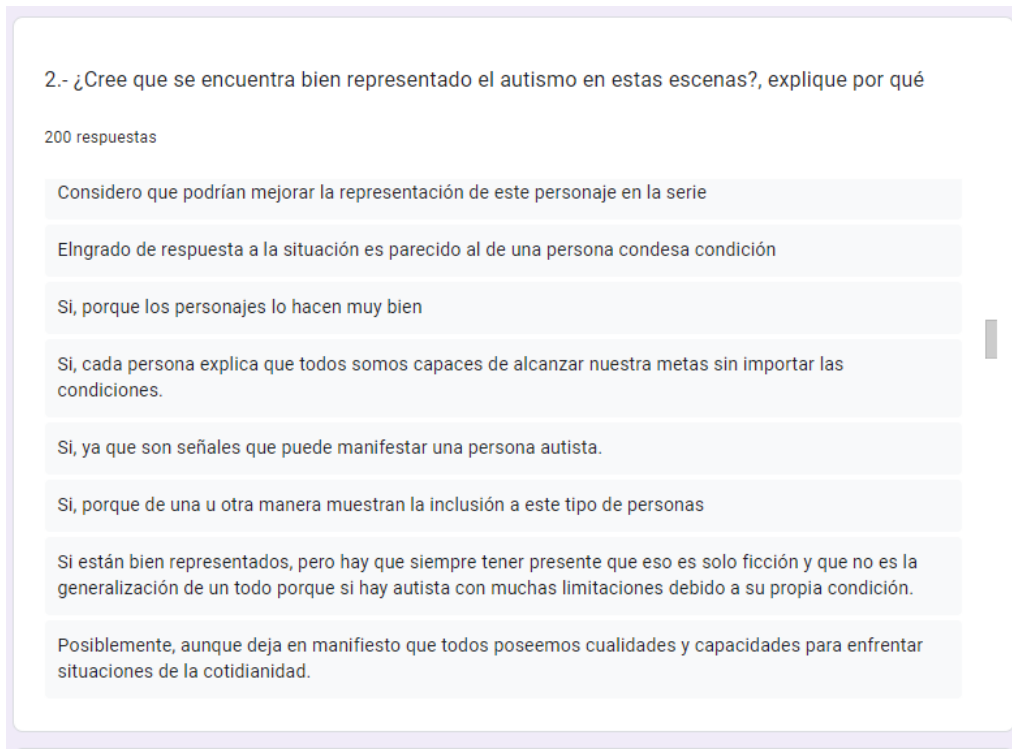 2.- ¿Cree que se encuentra bien representado el autismo en estas escenas?, explique por qué
200 respuestas
Considero que podrían mejorar la representación de este personaje en la serie
Elngrado de respuesta a la situación es parecido al de una persona condesa condición
Si, porque los personajes lo hacen muy bien
Si, cada persona explica que todos somos capaces de alcanzar nuestra metas sin importar las
condiciones.
Si, ya que son señales que puede manifestar una persona autista.
Si, porque de una u otra manera muestran la inclusión a este tipo de personas
Si están bien representados, pero hay que siempre tener presente que eso es solo ficción y que no es la
generalización de un todo porque si hay autista con muchas limitaciones debido a su propia condición.
Posiblemente, aunque deja en manifiesto que todos poseemos cualidades y capacidades para enfrentar
situaciones de la cotidianidad.